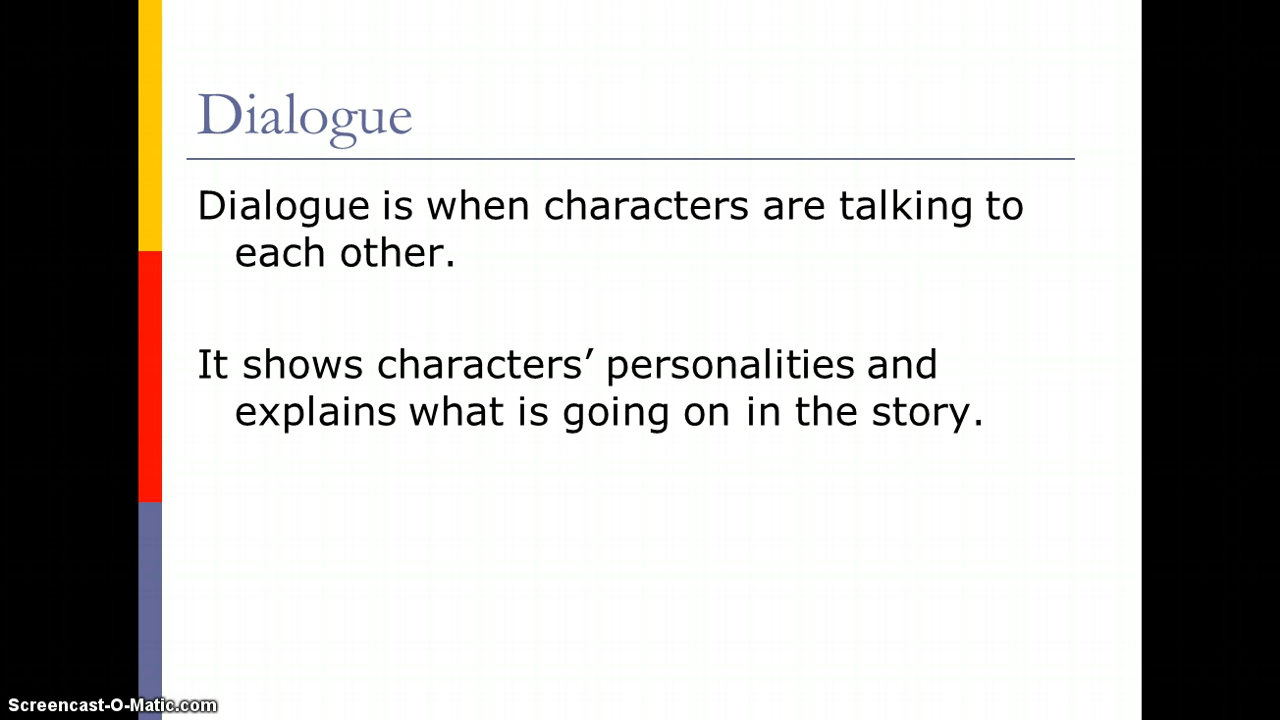 Dialogue
Dialogue is when characters are talking to
each other.
It shows characters’ personalities and
explains what is going on in the story.
Screencast-O-Matic.com